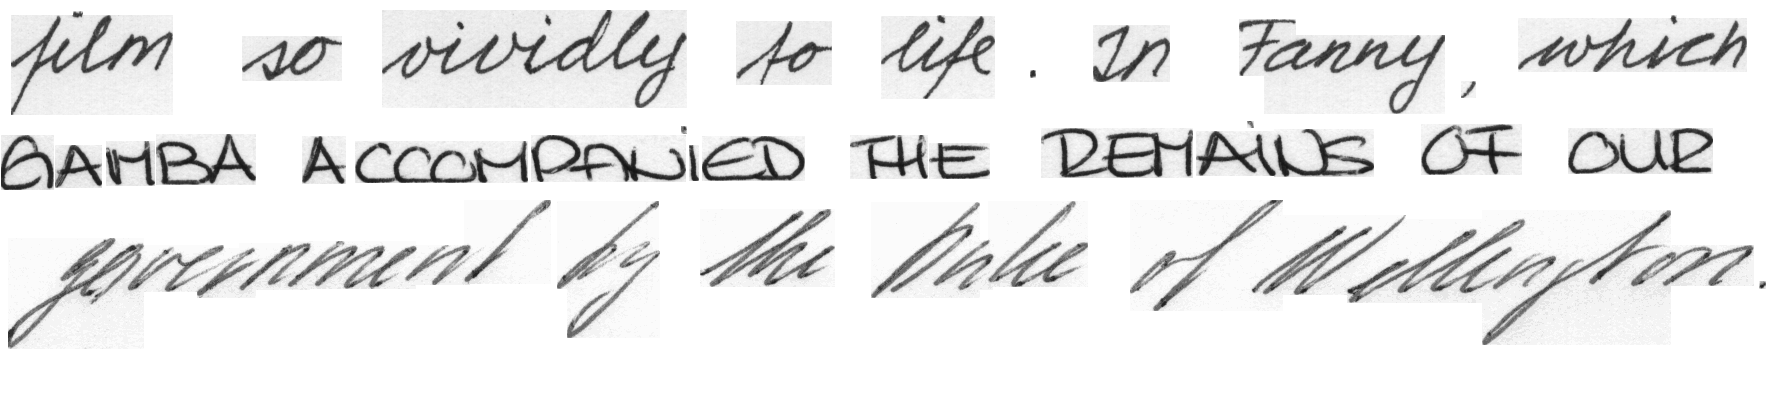 film so vividly to life. In Fanny, which
GAMBA ACCOMPANIED THE REMAINS OF OUR
government by the Duke of Wellington.